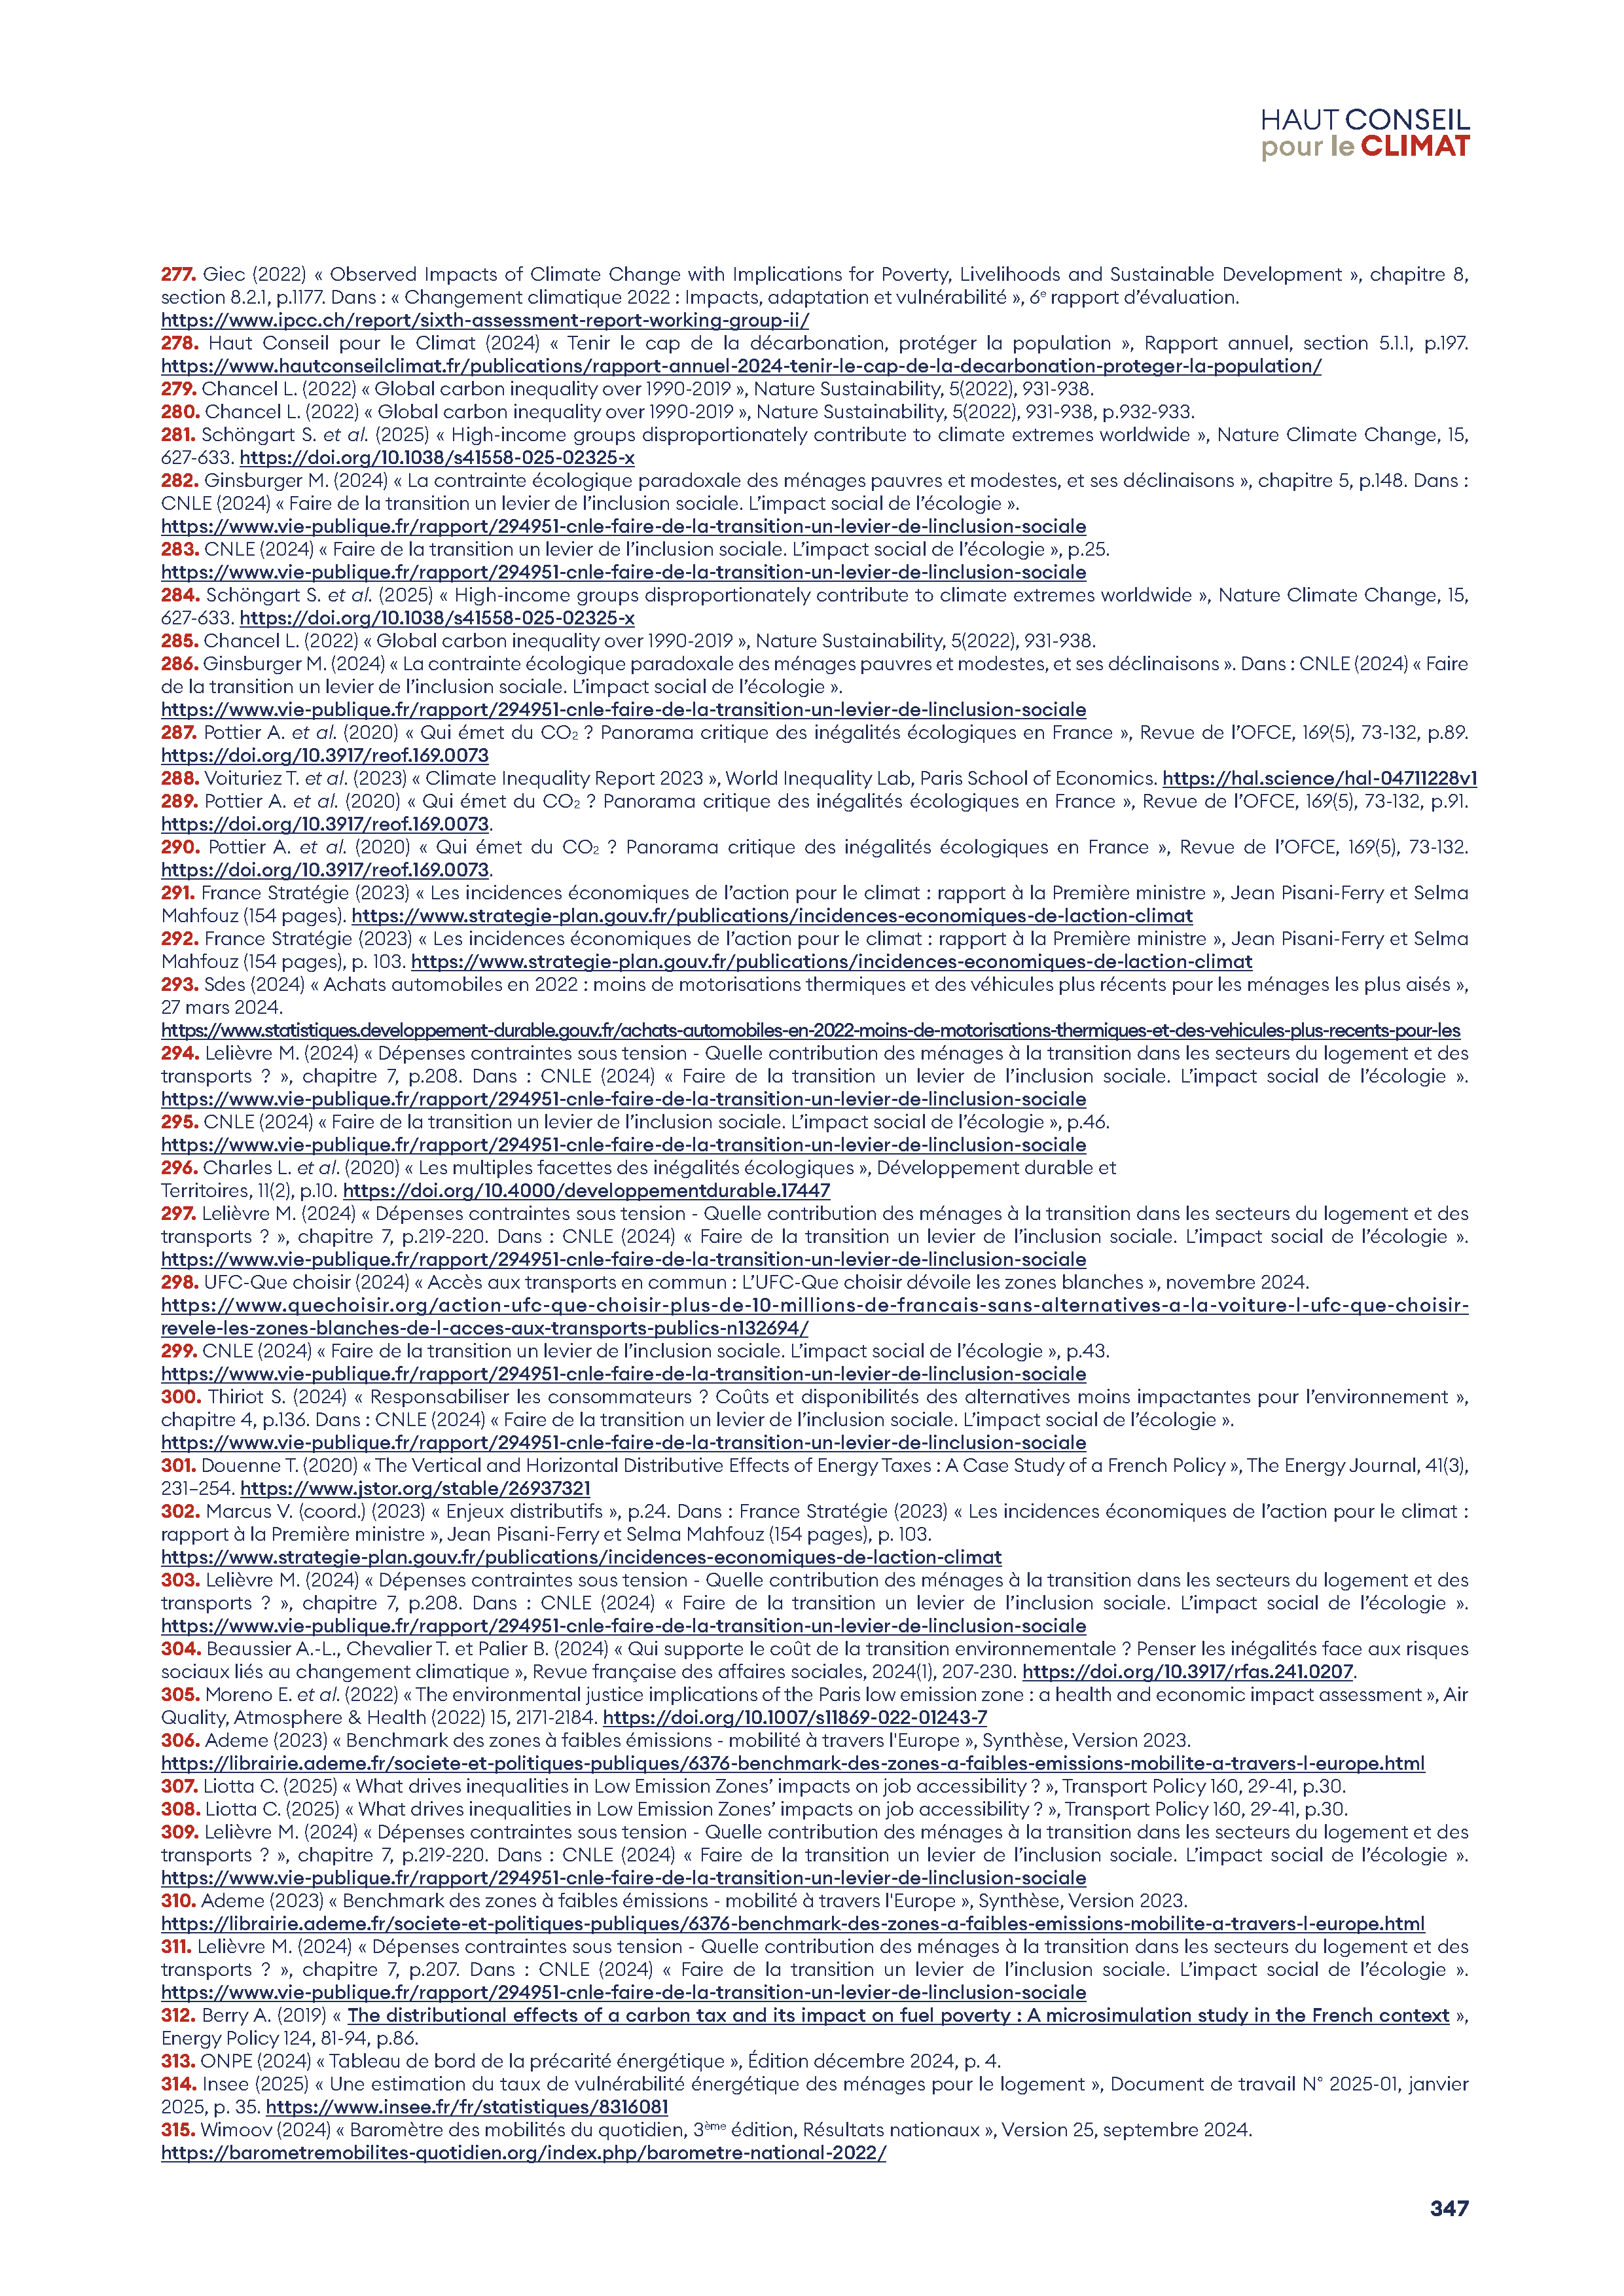 HAUT CONSEIL
pour le CLIMAT
277. Giec (2022) « Observed Impacts of Climate Change with Implications for Poverty, Livelihoods and Sustainable Development », chapitre 8,
section 8.2.1, p.1177. Dans : « Changement climatique 2022 : Impacts, adaptation et vulnérabilité », 6e rapport d’évaluation.
https://www.ipcc.ch/report/sixth-assessment-report-working-group-ii/
278. Haut Conseil pour le Climat (2024) « Tenir le cap de la décarbonation, protéger la population », Rapport annuel, section 5.1.1, p.197.
https://www.hautconseilclimat.fr/publications/rapport-annuel-2024-tenir-le-cap-de-la-decarbonation-proteger-la-population/
279. Chancel L. (2022) « Global carbon inequality over 1990-2019 », Nature Sustainability, 5(2022), 931-938.
280. Chancel L. (2022) « Global carbon inequality over 1990-2019 », Nature Sustainability, 5(2022), 931-938, p.932-933.
281. Schöngart S. et al. (2025) « High-income groups disproportionately contribute to climate extremes worldwide », Nature Climate Change, 15,
627-633. https://doi.org/10.1038/s41558-025-02325-x
282. Ginsburger M. (2024) « La contrainte écologique paradoxale des ménages pauvres et modestes, et ses déclinaisons », chapitre 5, p.148. Dans :
CNLE (2024) « Faire de la transition un levier de l’inclusion sociale. L’impact social de l’écologie ».
https://www.vie-publique.fr/rapport/294951-cnle-faire-de-la-transition-un-levier-de-linclusion-sociale
283. CNLE (2024) « Faire de la transition un levier de l’inclusion sociale. L’impact social de l’écologie », p.25.
https://www.vie-publique.fr/rapport/294951-cnle-faire-de-la-transition-un-levier-de-linclusion-sociale
284. Schöngart S. et al. (2025) « High-income groups disproportionately contribute to climate extremes worldwide », Nature Climate Change, 15,
627-633. https://doi.org/10.1038/s41558-025-02325-x
285. Chancel L. (2022) « Global carbon inequality over 1990-2019 », Nature Sustainability, 5(2022), 931-938.
286. Ginsburger M. (2024) « La contrainte écologique paradoxale des ménages pauvres et modestes, et ses déclinaisons ». Dans : CNLE (2024) « Faire
de la transition un levier de l’inclusion sociale. L’impact social de l’écologie ».
https://www.vie-publique.fr/rapport/294951-cnle-faire-de-la-transition-un-levier-de-linclusion-sociale
287. Pottier A. et al. (2020) « Qui émet du CO₂ ? Panorama critique des inégalités écologiques en France », Revue de l’OFCE, 169(5), 73-132, p.89.
https://doi.org/10.3917/reof.169.0073
288. Voituriez T. et al. (2023) « Climate Inequality Report 2023 », World Inequality Lab, Paris School of Economics. https://hal.science/hal-04711228v1
289. Pottier A. et al. (2020) « Qui émet du CO₂ ? Panorama critique des inégalités écologiques en France », Revue de l’OFCE, 169(5), 73-132, p.91.
https://doi.org/10.3917/reof.169.0073.
290. Pottier A. et al. (2020) « Qui émet du CO₂ ? Panorama critique des inégalités écologiques en France », Revue de l’OFCE, 169(5), 73-132.
https://doi.org/10.3917/reof.169.0073.
291. France Stratégie (2023) « Les incidences économiques de l’action pour le climat : rapport à la Première ministre », Jean Pisani-Ferry et Selma
Mahfouz (154 pages). https://www.strategie-plan.gouv.fr/publications/incidences-economiques-de-laction-climat
292. France Stratégie (2023) « Les incidences économiques de l’action pour le climat : rapport à la Première ministre », Jean Pisani-Ferry et Selma
Mahfouz (154 pages), p. 103. https://www.strategie-plan.gouv.fr/publications/incidences-economiques-de-laction-climat
293. Sdes (2024) « Achats automobiles en 2022 : moins de motorisations thermiques et des véhicules plus récents pour les ménages les plus aisés »,
27 mars 2024.
https://www.statistiques.developpement-durable.gouv.fr/achats-automobiles-en-2022-moins-de-motorisations-thermiques-et-des-vehicules-plus-recents-pour-les
294. Lelièvre M. (2024) « Dépenses contraintes sous tension - Quelle contribution des ménages à la transition dans les secteurs du logement et des
transports ? », chapitre 7, p.208. Dans : CNLE (2024) « Faire de la transition un levier de l’inclusion sociale. L’impact social de l’écologie ».
https://www.vie-publique.fr/rapport/294951-cnle-faire-de-la-transition-un-levier-de-linclusion-sociale
295. CNLE (2024) « Faire de la transition un levier de l’inclusion sociale. L’impact social de l’écologie », p.46.
https://www.vie-publique.fr/rapport/294951-cnle-faire-de-la-transition-un-levier-de-linclusion-sociale
296. Charles L. et al. (2020) « Les multiples facettes des inégalités écologiques », Développement durable et
Territoires, 11(2), p.10. https://doi.org/10.4000/developpementdurable.17447
297. Lelièvre M. (2024) « Dépenses contraintes sous tension - Quelle contribution des ménages à la transition dans les secteurs du logement et des
transports ? », chapitre 7, p.219-220. Dans : CNLE (2024) « Faire de la transition un levier de l’inclusion sociale. L’impact social de l’écologie ».
https://www.vie-publique.fr/rapport/294951-cnle-faire-de-la-transition-un-levier-de-linclusion-sociale
298. UFC-Que choisir (2024) « Accès aux transports en commun : L’UFC-Que choisir dévoile les zones blanches », novembre 2024.
https://www.quechoisir.org/action-ufc-que-choisir-plus-de-10-millions-de-francais-sans-alternatives-a-la-voiture-l-ufc-que-choisir-
revele-les-zones-blanches-de-l-acces-aux-transports-publics-n132694/
299. CNLE (2024) « Faire de la transition un levier de l’inclusion sociale. L’impact social de l’écologie », p.43.
https://www.vie-publique.fr/rapport/294951-cnle-faire-de-la-transition-un-levier-de-linclusion-sociale
300. Thiriot S. (2024) « Responsabiliser les consommateurs ? Coûts et disponibilités des alternatives moins impactantes pour l’environnement »,
chapitre 4, p.136. Dans : CNLE (2024) « Faire de la transition un levier de l’inclusion sociale. L’impact social de l’écologie ».
https://www.vie-publique.fr/rapport/294951-cnle-faire-de-la-transition-un-levier-de-linclusion-sociale
301. Douenne T. (2020) « The Vertical and Horizontal Distributive Effects of Energy Taxes : A Case Study of a French Policy », The Energy Journal, 41(3),
231–254. https://www.jstor.org/stable/26937321
302. Marcus V. (coord.) (2023) « Enjeux distributifs », p.24. Dans : France Stratégie (2023) « Les incidences économiques de l’action pour le climat :
rapport à la Première ministre », Jean Pisani-Ferry et Selma Mahfouz (154 pages), p. 103.
https://www.strategie-plan.gouv.fr/publications/incidences-economiques-de-laction-climat
303. Lelièvre M. (2024) « Dépenses contraintes sous tension - Quelle contribution des ménages à la transition dans les secteurs du logement et des
transports ? », chapitre 7, p.208. Dans : CNLE (2024) « Faire de la transition un levier de l’inclusion sociale. L’impact social de l’écologie ».
https://www.vie-publique.fr/rapport/294951-cnle-faire-de-la-transition-un-levier-de-linclusion-sociale
304. Beaussier A.-L., Chevalier T. et Palier B. (2024) « Qui supporte le coût de la transition environnementale ? Penser les inégalités face aux risques
sociaux liés au changement climatique », Revue française des affaires sociales, 2024(1), 207-230. https://doi.org/10.3917/rfas.241.0207.
305. Moreno E. et al. (2022) « The environmental justice implications of the Paris low emission zone : a health and economic impact assessment », Air
Quality, Atmosphere & Health (2022) 15, 2171-2184. https://doi.org/10.1007/s11869-022-01243-7
306. Ademe (2023) « Benchmark des zones à faibles émissions - mobilité à travers l'Europe », Synthèse, Version 2023.
https://librairie.ademe.fr/societe-et-politiques-publiques/6376-benchmark-des-zones-a-faibles-emissions-mobilite-a-travers-l-europe.html
307. Liotta C. (2025) « What drives inequalities in Low Emission Zones’ impacts on job accessibility ? », Transport Policy 160, 29-41, p.30.
308. Liotta C. (2025) « What drives inequalities in Low Emission Zones’ impacts on job accessibility ? », Transport Policy 160, 29-41, p.30.
309. Lelièvre M. (2024) « Dépenses contraintes sous tension - Quelle contribution des ménages à la transition dans les secteurs du logement et des
transports ? », chapitre 7, p.219-220. Dans : CNLE (2024) « Faire de la transition un levier de l’inclusion sociale. L’impact social de l’écologie ».
https://www.vie-publique.fr/rapport/294951-cnle-faire-de-la-transition-un-levier-de-linclusion-sociale
310. Ademe (2023) « Benchmark des zones à faibles émissions - mobilité à travers l'Europe », Synthèse, Version 2023.
https://librairie.ademe.fr/societe-et-politiques-publiques/6376-benchmark-des-zones-a-faibles-emissions-mobilite-a-travers-l-europe.html
311. Lelièvre M. (2024) « Dépenses contraintes sous tension - Quelle contribution des ménages à la transition dans les secteurs du logement et des
transports ? », chapitre 7, p.207. Dans : CNLE (2024) « Faire de la transition un levier de l’inclusion sociale. L’impact social de l’écologie ».
https://www.vie-publique.fr/rapport/294951-cnle-faire-de-la-transition-un-levier-de-linclusion-sociale
312. Berry A. (2019) « The distributional effects of a carbon tax and its impact on fuel poverty : A microsimulation study in the French context »,
Energy Policy 124, 81-94, p.86.
313. ONPE (2024) « Tableau de bord de la précarité énergétique », Édition décembre 2024, p. 4.
314. Insee (2025) « Une estimation du taux de vulnérabilité énergétique des ménages pour le logement », Document de travail N° 2025-01, janvier
2025, p. 35. https://www.insee.fr/fr/statistiques/8316081
315. Wimoov (2024) « Baromètre des mobilités du quotidien, 3ème édition, Résultats nationaux », Version 25, septembre 2024.
https://barometremobilites-quotidien.org/index.php/barometre-national-2022/
347